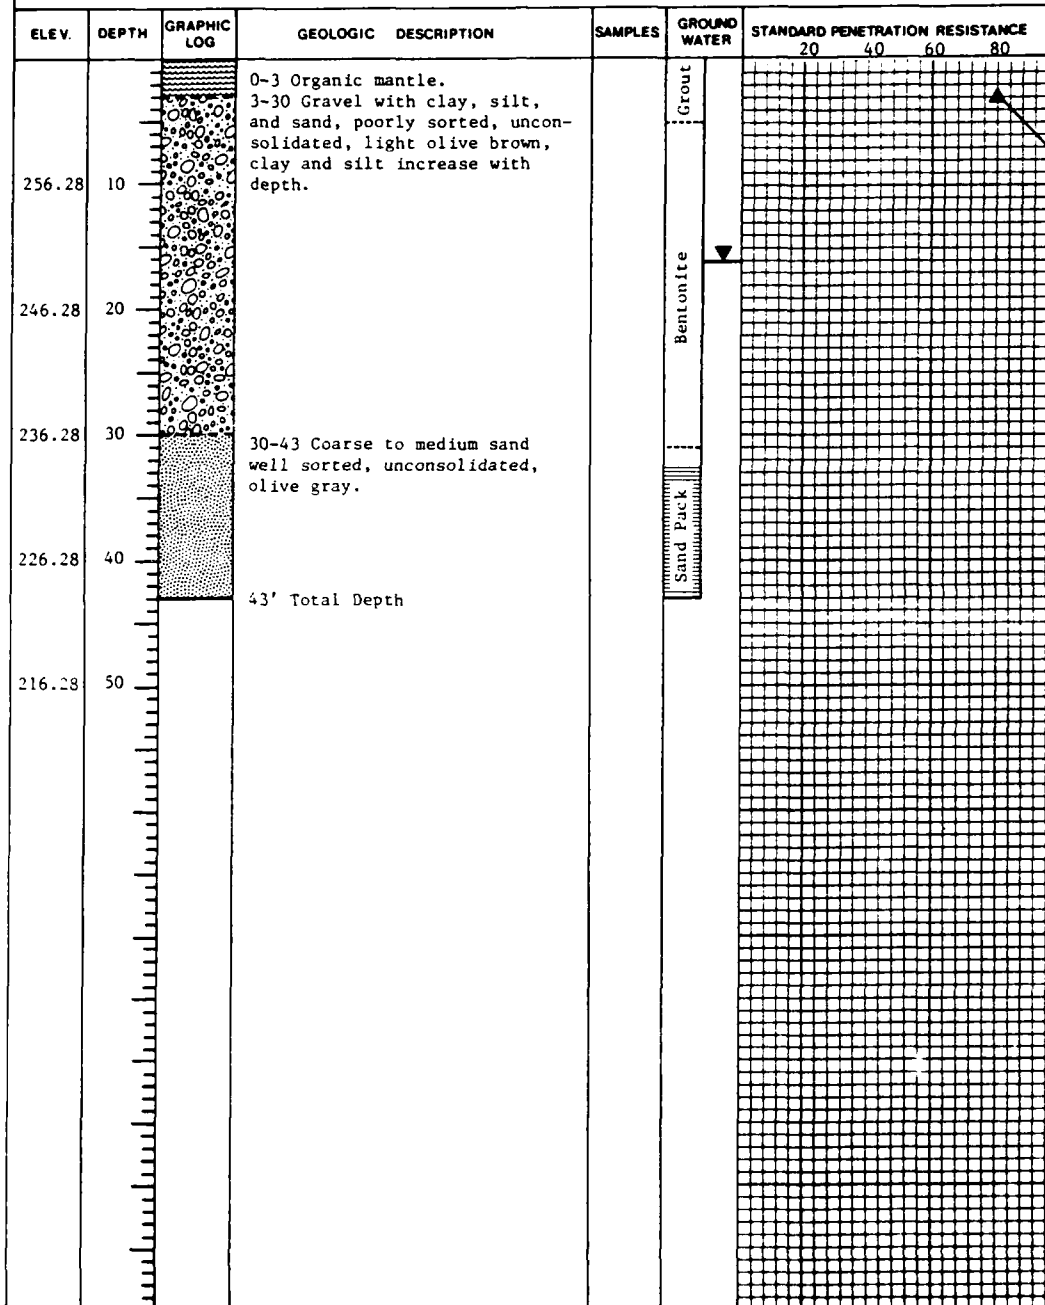 ELEV. DEPTH GRAPHIC LOG GEOLOGIC DESCRIPTION SAMPLES GROUND WATER STANDARD PENETRATION RESISTANCE
20 40 60 80
0-3 Organic mantle.
3-30 Gravel with clay, silt,
and sand, poorly sorted, uncon-
solidated, light olive brown,
clay and silt increase with
depth.
Grout
256.28 10
Bentonite
246.28 20
236.28 30
30-43 Coarse to medium sand
well sorted, unconsolidated,
olive gray.
Sand Pack
226.28 40
43' Total Depth
216.28 50